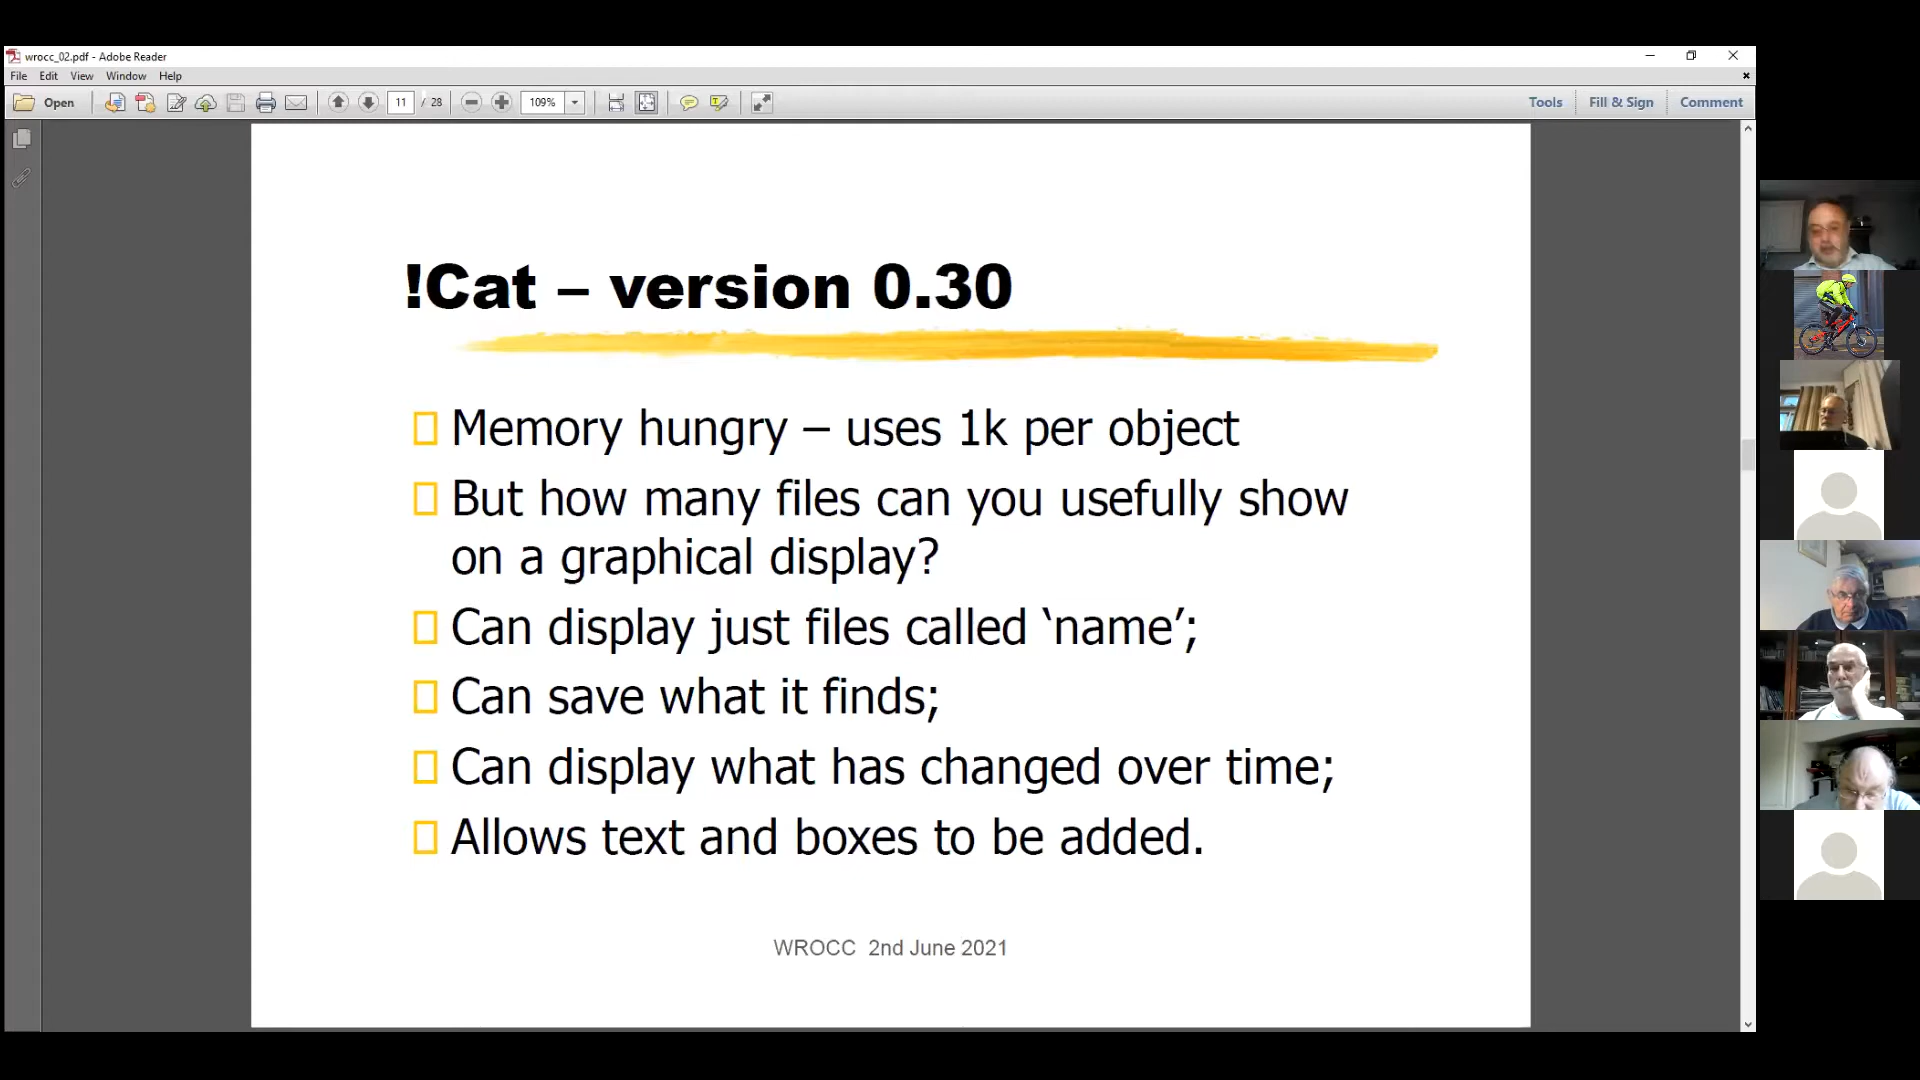 wrocc_02.pdf - Adobe Reader
File Edit View Window Help
Open 11 / 28 109% Tools Fill & Sign Comment
!Cat – version 0.30
Memory hungry – uses 1k per object
But how many files can you usefully show
on a graphical display?
Can display just files called ‘name’;
Can save what it finds;
Can display what has changed over time;
Allows text and boxes to be added.
WROCC 2nd June 2021